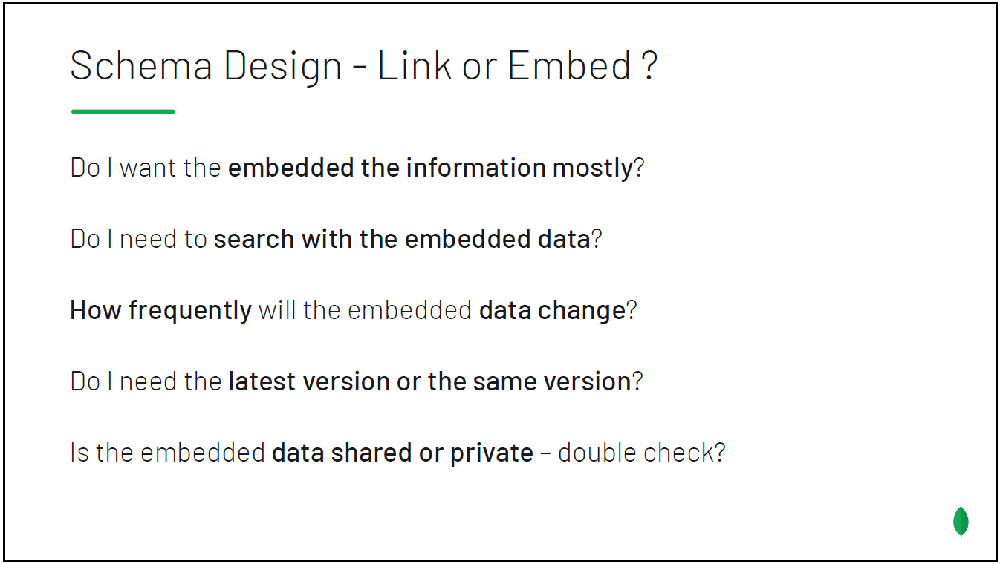 Schema Design - Link or Embed ?
Do I want the embedded the information mostly?
Do I need to search with the embedded data?
How frequently will the embedded data change?
Do I need the latest version or the same version?
Is the embedded data shared or private – double check?